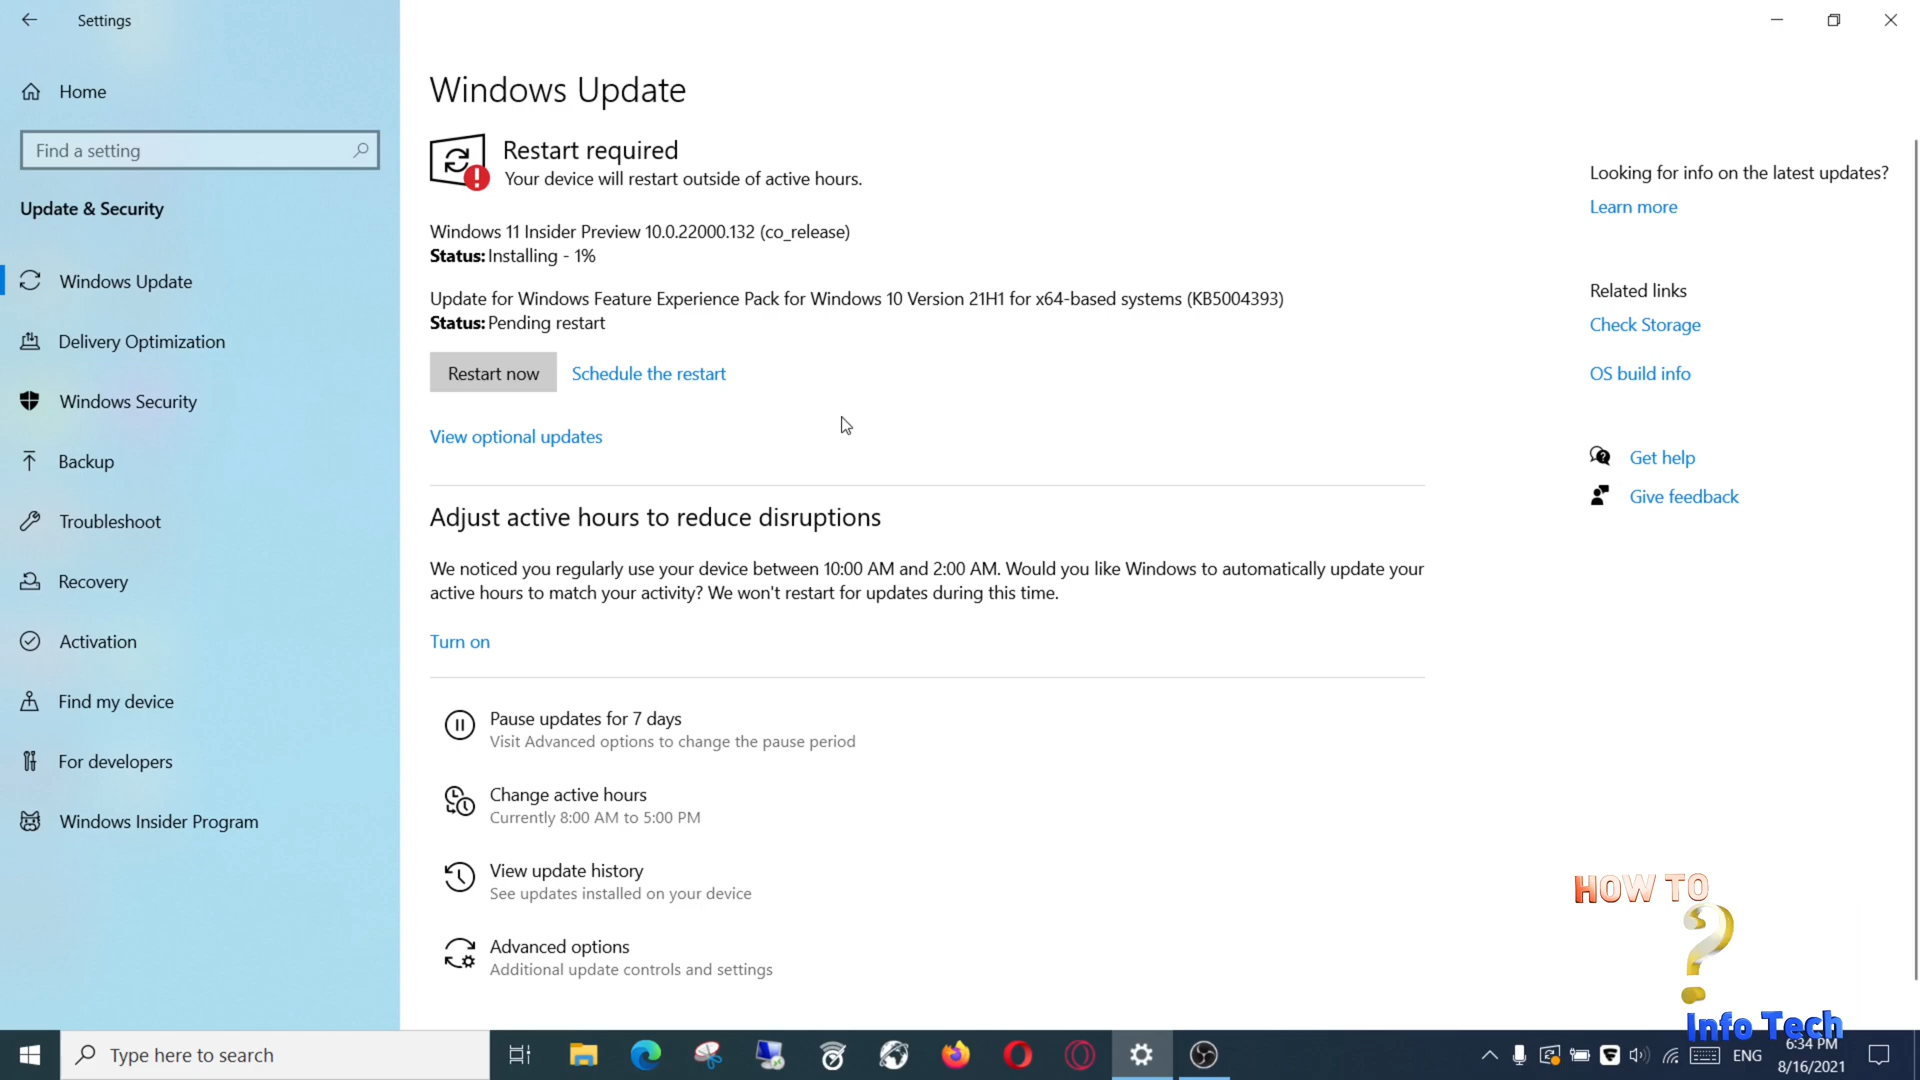 Settings
Home
Find a setting
Update & Security
Windows Update
Delivery Optimization
Windows Security
Backup
Troubleshoot
Recovery
Activation
Find my device
For developers
Windows Insider Program
Windows Update
Restart required
Your device will restart outside of active hours.
Windows 11 Insider Preview 10.0.22000.132 (co_release)
Status: Installing - 1%
Update for Windows Feature Experience Pack for Windows 10 Version 21H1 for x64-based systems (KB5004393)
Status: Pending restart
Restart now
Schedule the restart
View optional updates
Adjust active hours to reduce disruptions
We noticed you regularly use your device between 10:00 AM and 2:00 AM. Would you like Windows to automatically update your
active hours to match your activity? We won't restart for updates during this time.
Turn on
Pause updates for 7 days
Visit Advanced options to change the pause period
Change active hours
Currently 8:00 AM to 5:00 PM
View update history
See updates installed on your device
Advanced options
Additional update controls and settings
Looking for info on the latest updates?
Learn more
Related links
Check Storage
OS build info
Get help
Give feedback
HOW TO
?
Info Tech
Type here to search
ENG
6:34 PM
8/16/2021